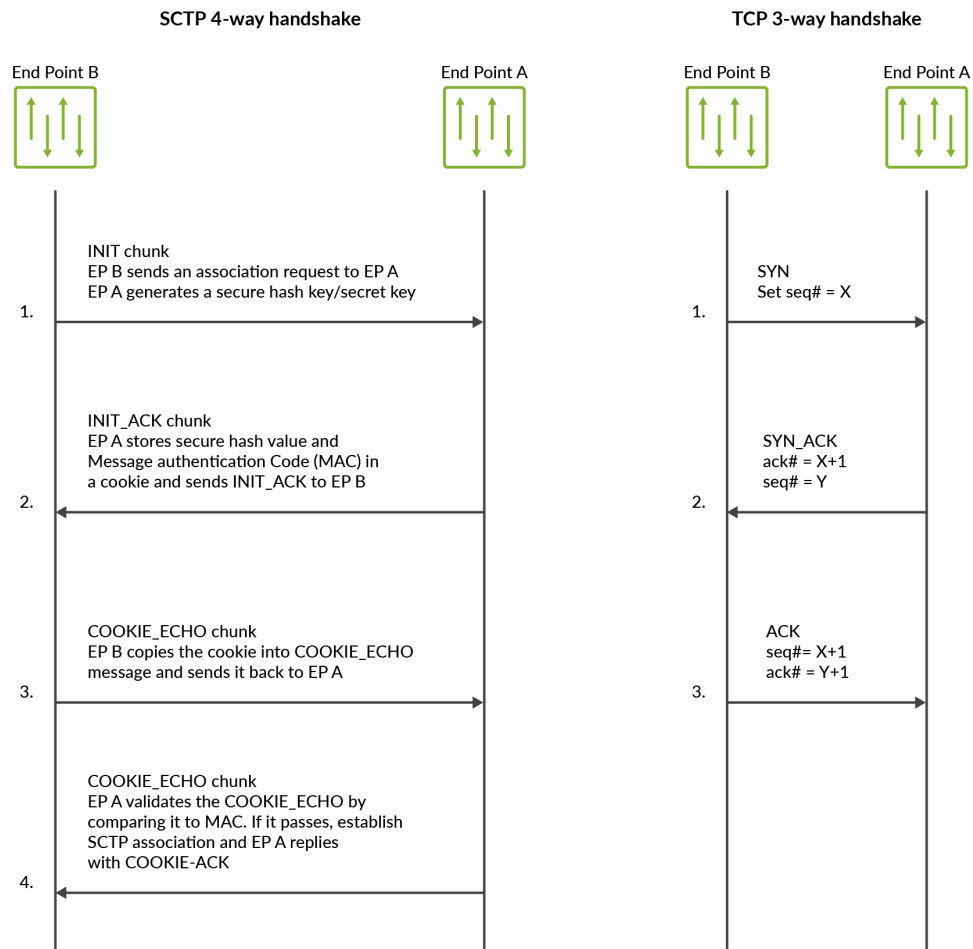 SCTP 4-way handshake
End Point B
End Point A
INIT chunk
EP B sends an association request to EP A
EP A generates a secure hash key/secret key
1.
INIT_ACK chunk
EP A stores secure hash value and
Message authentication Code (MAC) in
a cookie and sends INIT_ACK to EP B
2.
COOKIE_ECHO chunk
EP B copies the cookie into COOKIE_ECHO
message and sends it back to EP A
3.
COOKIE_ECHO chunk
EP A validates the COOKIE_ECHO by
comparing it to MAC. If it passes, establish
SCTP association and EP A replies
with COOKIE-ACK
4.
TCP 3-way handshake
End Point B
End Point A
SYN
Set seq# = X
1.
SYN_ACK
ack# = X+1
seq# = Y
2.
ACK
seq#= X+1
ack# = Y+1
3.